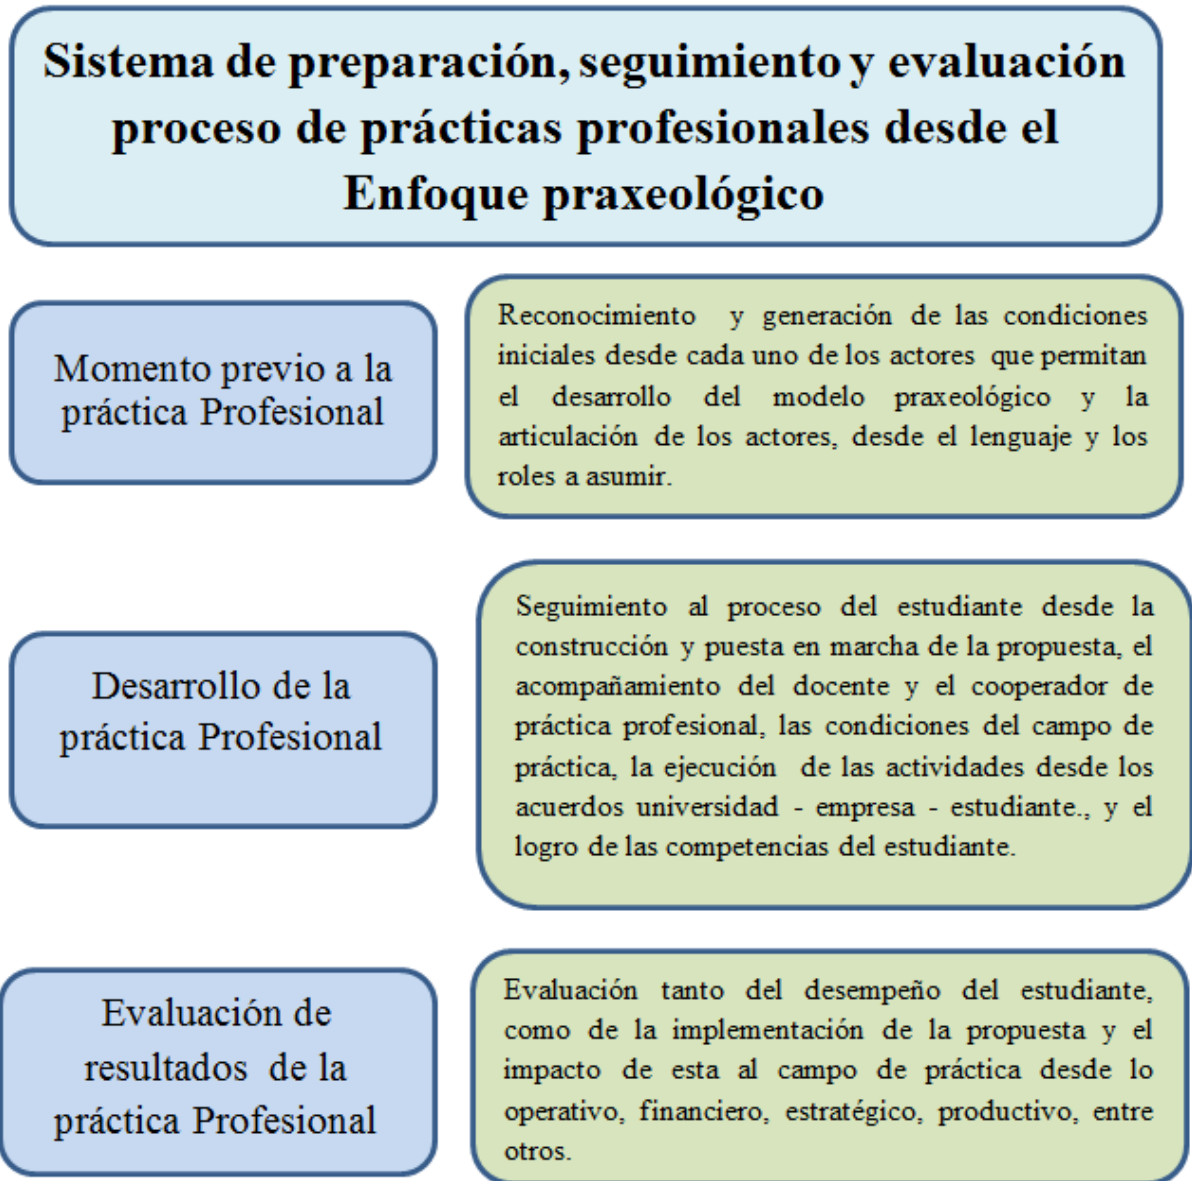 Sistema de preparación, seguimiento y evaluación
proceso de prácticas profesionales desde el
Enfoque praxeológico
Momento previo a la
práctica Profesional
Reconocimiento y generación de las condiciones
iniciales desde cada uno de los actores que permitan
el desarrollo del modelo praxeológico y la
articulación de los actores, desde el lenguaje y los
roles a asumir.
Desarrollo de la
práctica Profesional
Seguimiento al proceso del estudiante desde la
construcción y puesta en marcha de la propuesta, el
acompañamiento del docente y el cooperador de
práctica profesional, las condiciones del campo de
práctica, la ejecución de las actividades desde los
acuerdos universidad - empresa - estudiante., y el
logro de las competencias del estudiante.
Evaluación de
resultados de la
práctica Profesional
Evaluación tanto del desempeño del estudiante,
como de la implementación de la propuesta y el
impacto de esta al campo de práctica desde lo
operativo, financiero, estratégico, productivo, entre
otros.